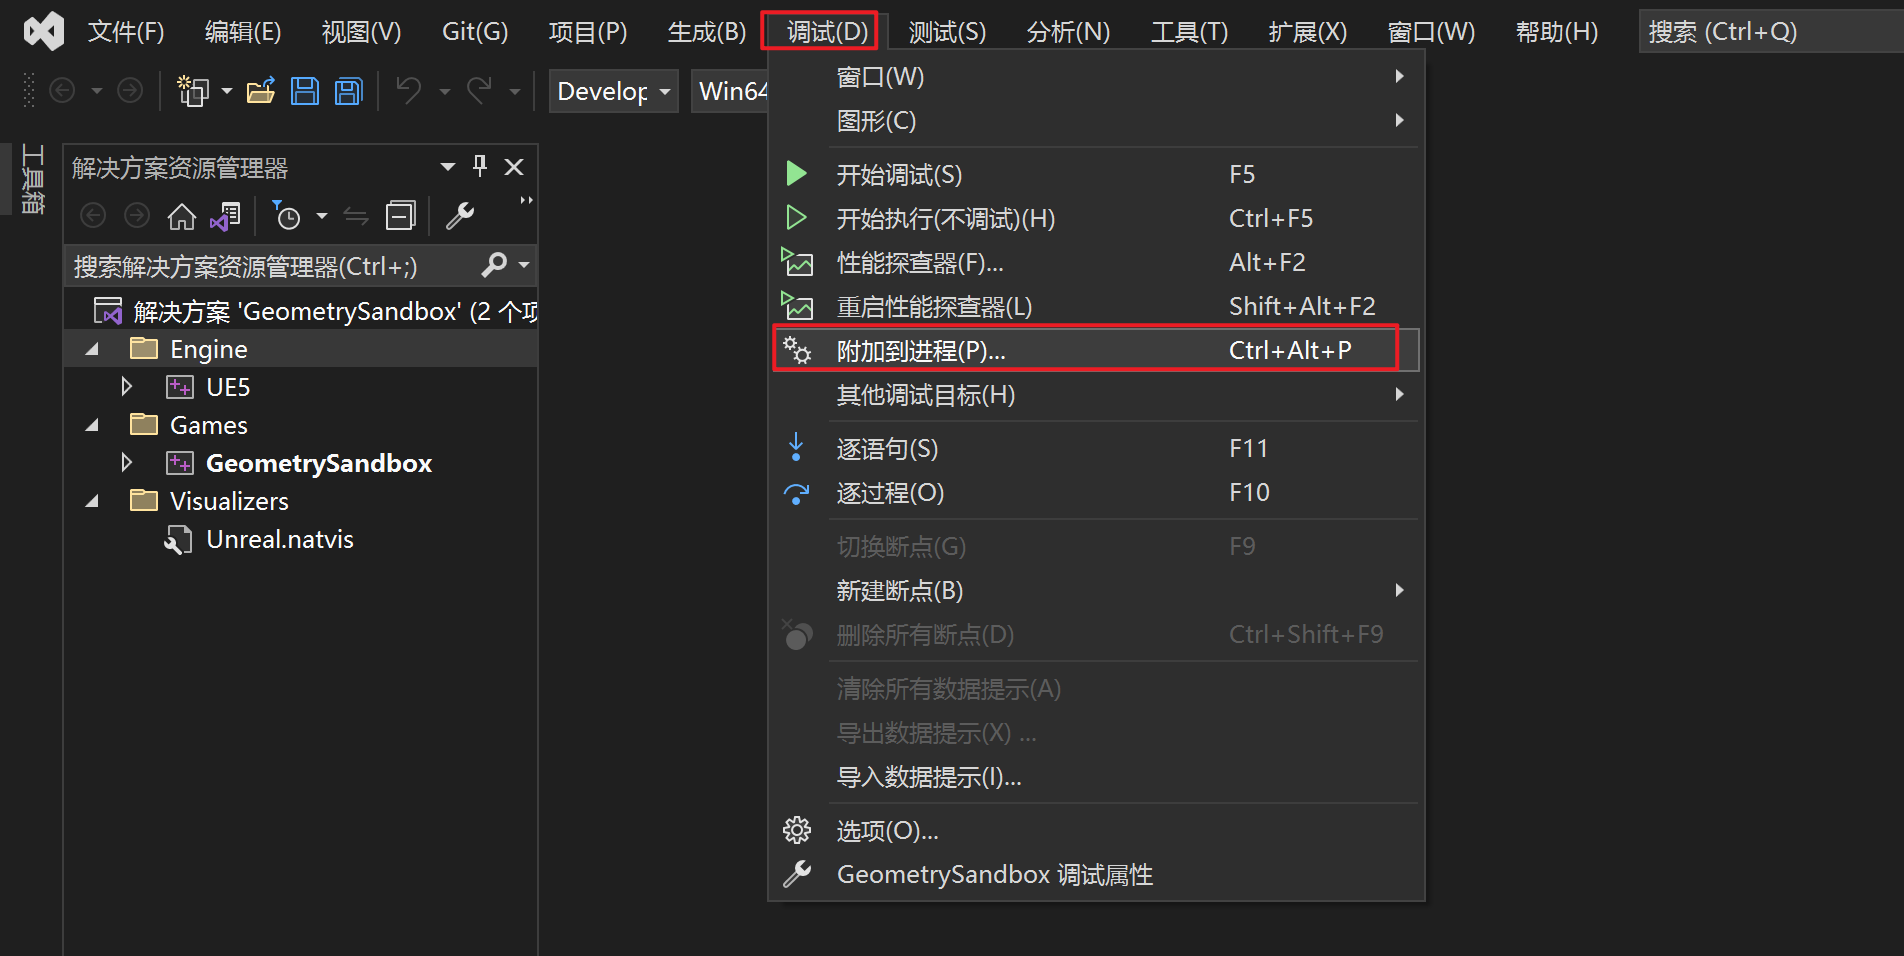 文件(F) 编辑(E) 视图(V) Git(G) 项目(P) 生成(B) 调试(D) 测试(S) 分析(N) 工具(T) 扩展(X) 窗口(W) 帮助(H) 搜索 (Ctrl+Q)
Develop Win64
工具箱
解决方案资源管理器
搜索解决方案资源管理器(Ctrl+;)
解决方案 'GeometrySandbox' (2 个项
Engine
UE5
Games
GeometrySandbox
Visualizers
Unreal.natvis
窗口(W)
图形(C)
开始调试(S) F5
开始执行(不调试)(H) Ctrl+F5
性能探查器(F)... Alt+F2
重启性能探查器(L) Shift+Alt+F2
附加到进程(P)... Ctrl+Alt+P
其他调试目标(H)
逐语句(S) F11
逐过程(O) F10
切换断点(G) F9
新建断点(B)
删除所有断点(D) Ctrl+Shift+F9
清除所有数据提示(A)
导出数据提示(X) ...
导入数据提示(I)...
选项(O)...
GeometrySandbox 调试属性